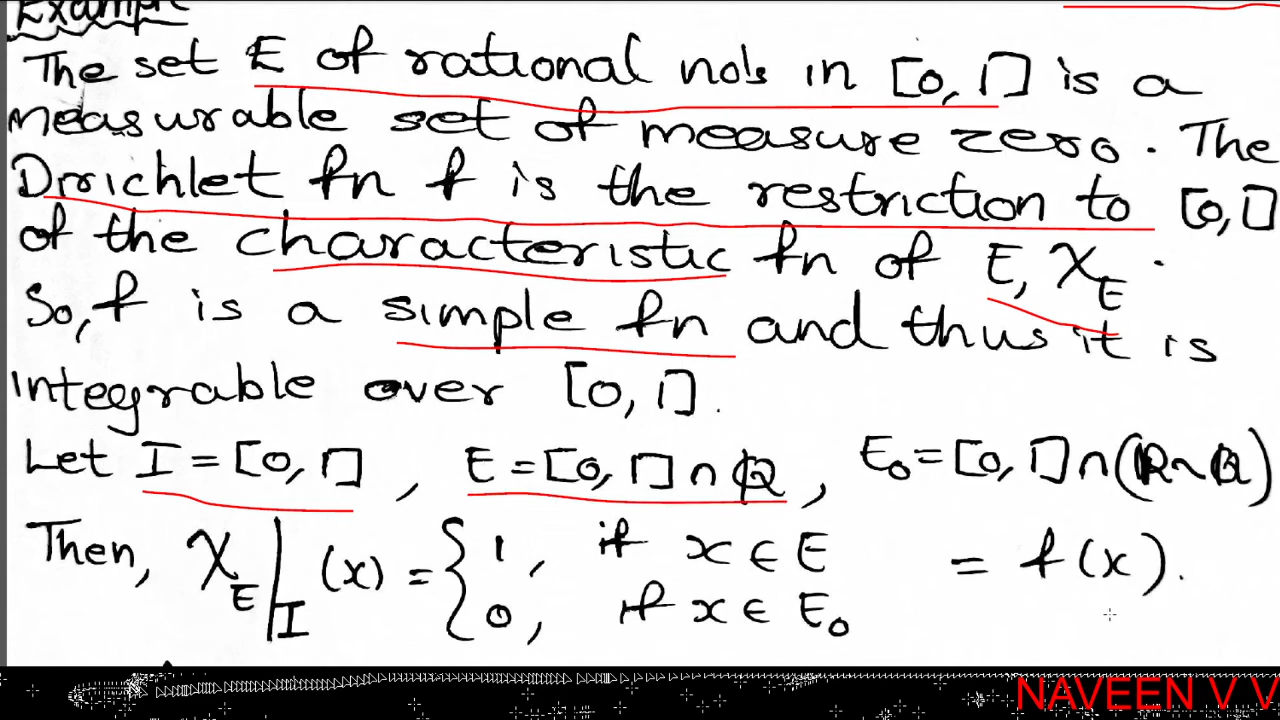 Example
The set E of rational no's in [0, 1] is a
measurable set of measure zero. The
Dirichlet fn f is the restriction to [0, 1]
of the characteristic fn of E, χ_E.
So, f is a simple fn and thus it is
integrable over [0, 1].
Let I = [0, 1], E = [0, 1] ∩ ℚ, E₀ = [0, 1] ∩ (ℝ ~ ℚ)
Then, χ_E|_I (x) = { 1, if x ∈ E = f(x).
0, if x ∈ E₀
NAVEEN V V